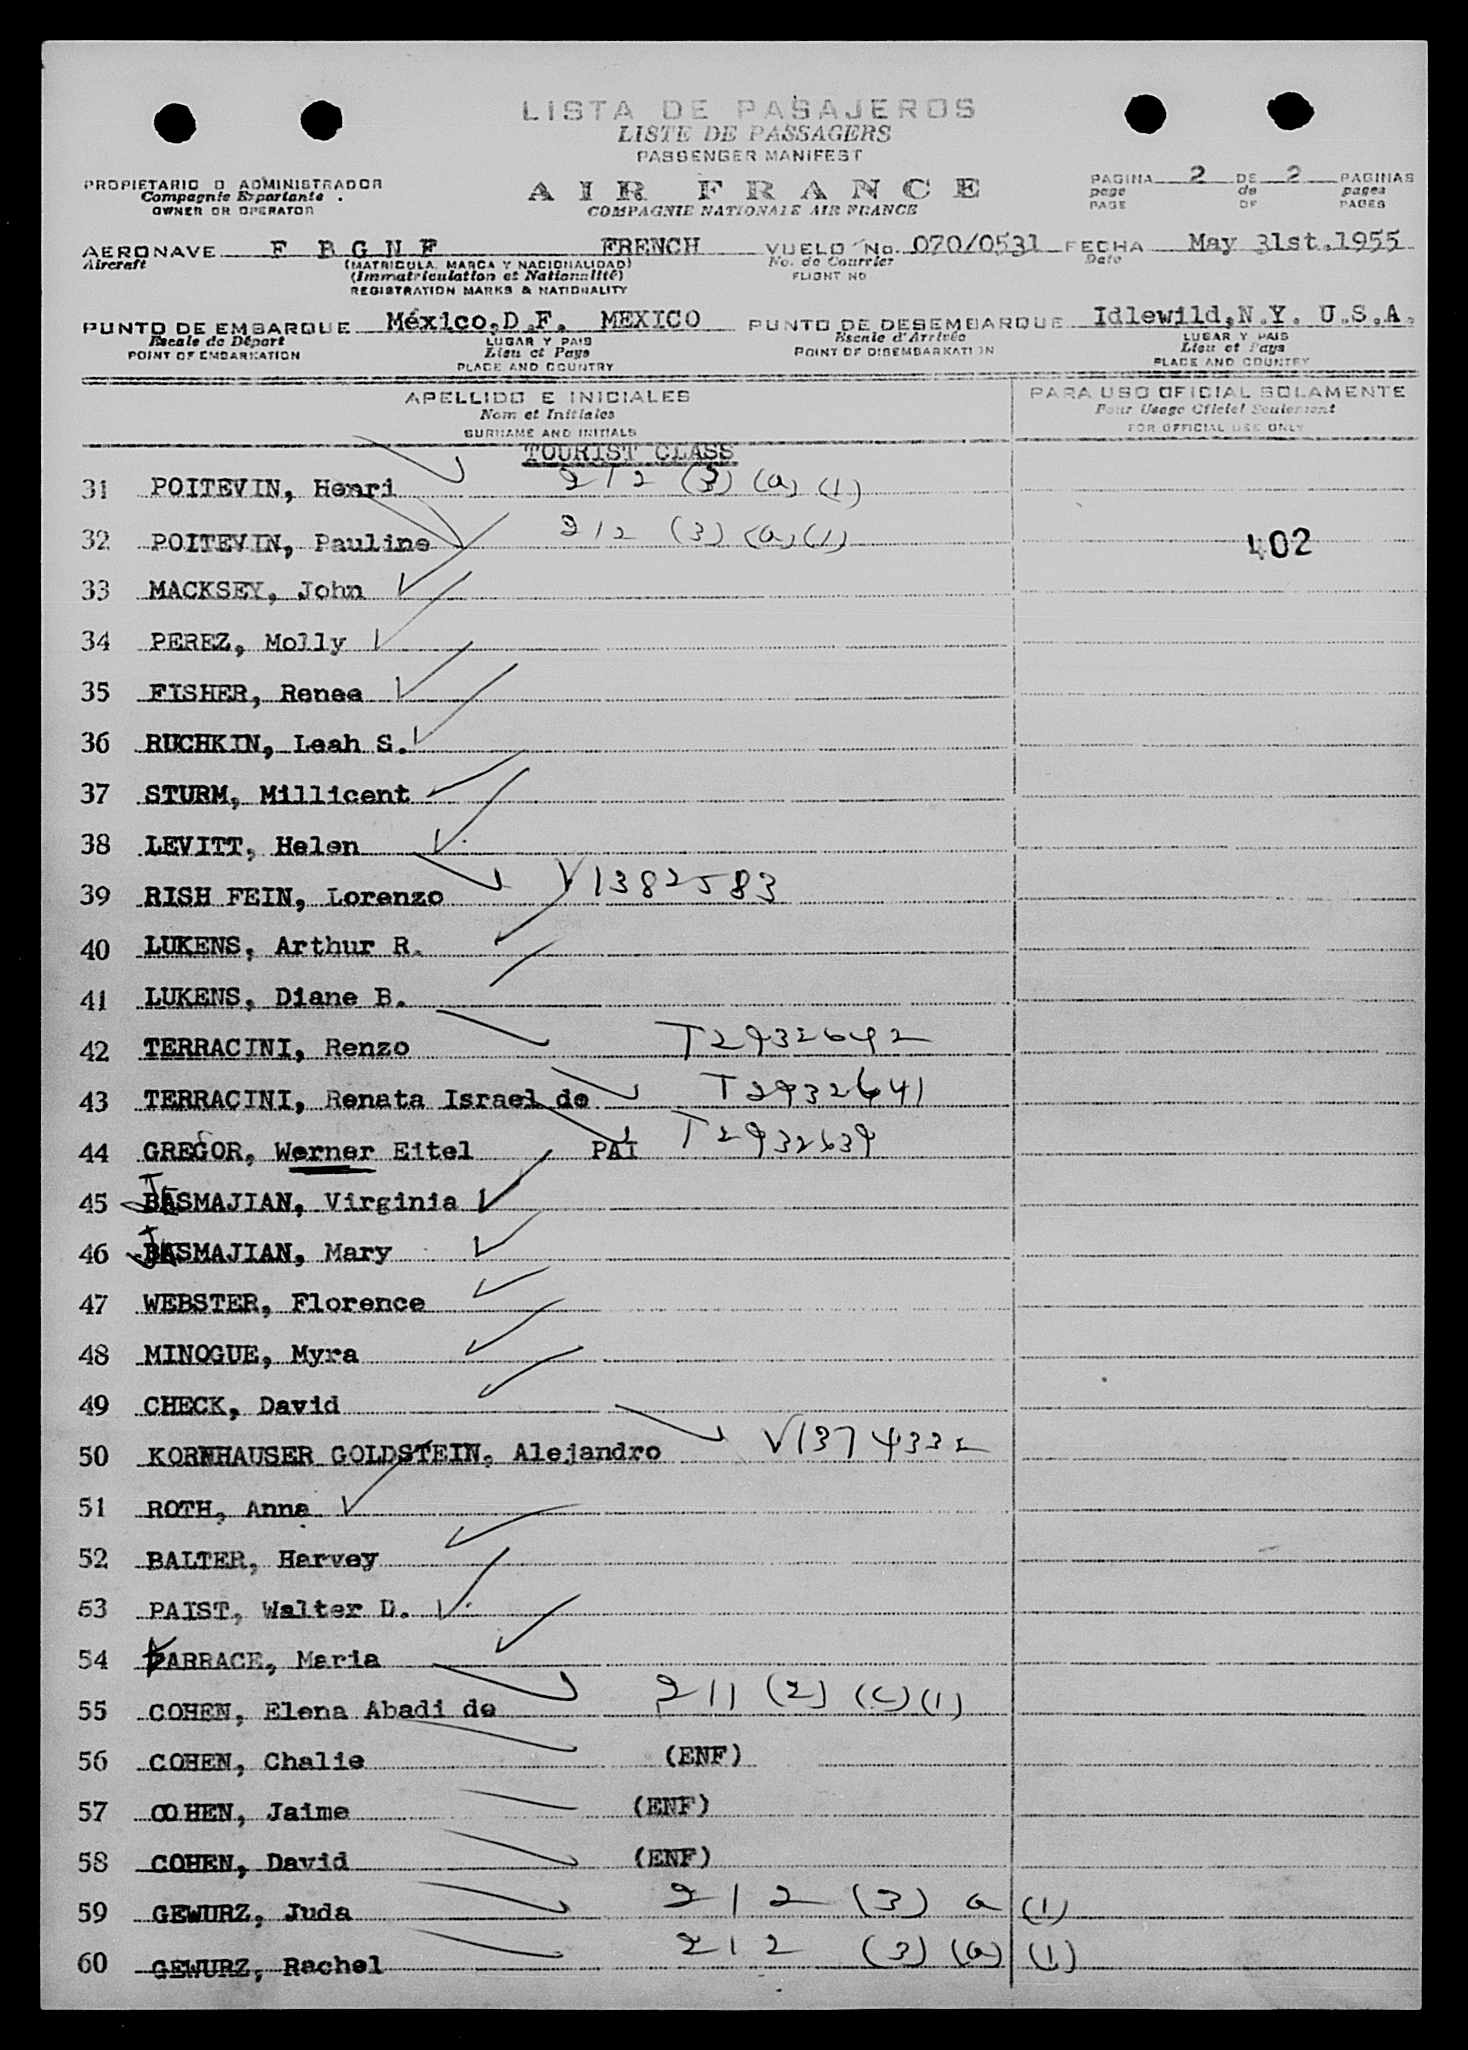 LISTA DE PASAJEROS
LISTE DE PASSAGERS
PASSENGER MANIFEST
PROPIETARIO O ADMINISTRADOR
Compagnie Exportante
OWNER OR OPERATOR
AIR FRANCE
COMPAGNIE NATIONALE AIR FRANCE
PAGINA 2 DE 2 PAGINAS
page de pages
PAGE OF PAGES
AERONAVE F B G N F FRENCH VUELO No. 070/0531 FECHA May 31st.1955
Aircraft (MATRICULA, MARCA Y NACIONALIDAD) No. de Courrier Date
(Immatriculation et Nationalité) FLIGHT NO
REGISTRATION MARKS & NATIONALITY
PUNTO DE EMBARQUE México,D.F. MEXICO PUNTO DE DESEMBARQUE Idlewild,N.Y. U.S.A.
Escale de Départ LUGAR Y PAIS Escale d'Arrivée LUGAR Y PAIS
POINT OF EMBARKATION Lieu et Pays POINT OF DISEMBARKATION Lieu et Pays
PLACE AND COUNTRY PLACE AND COUNTRY
APELLIDO E INICIALES PARA USO OFICIAL SOLAMENTE
Nom et Initiales Pour Usage Officiel Seulement
SURNAME AND INITIALS FOR OFFICIAL USE ONLY
TOURIST CLASS
31 POITEVIN, Henri 212 (3) (a) (1)
32 POITEVIN, Pauline 212 (3) (a) (1) 402
33 MACKSEY, John
34 PEREZ, Molly
35 FISHER, Renee
36 RUCHKIN, Leah S.
37 STURM, Millicent
38 LEVITT, Helen
39 RISH FEIN, Lorenzo V1382583
40 LUKENS, Arthur R.
41 LUKENS, Diane B.
42 TERRACINI, Renzo T2932642
43 TERRACINI, Renata Israel de T2932641
44 GREGOR, Werner Eitel PAI T2932639
45 JASMAJIAN, Virginia
46 JASMAJIAN, Mary
47 WEBSTER, Florence
48 MINOGUE, Myra
49 CHECK, David
50 KORNHAUSER GOLDSTEIN, Alejandro V1374332
51 ROTH, Anna
52 BALTER, Harvey
53 PAIST, Walter D.
54 ARRACE, Maria
55 COHEN, Elena Abadi de 211 (2) (c) (1)
56 COHEN, Chalie (ENF)
57 COHEN, Jaime (ENF)
58 COHEN, David (ENF)
59 GEWURZ, Juda 212 (3) a (1)
60 GEWURZ, Rachel 212 (3) (a) (1)